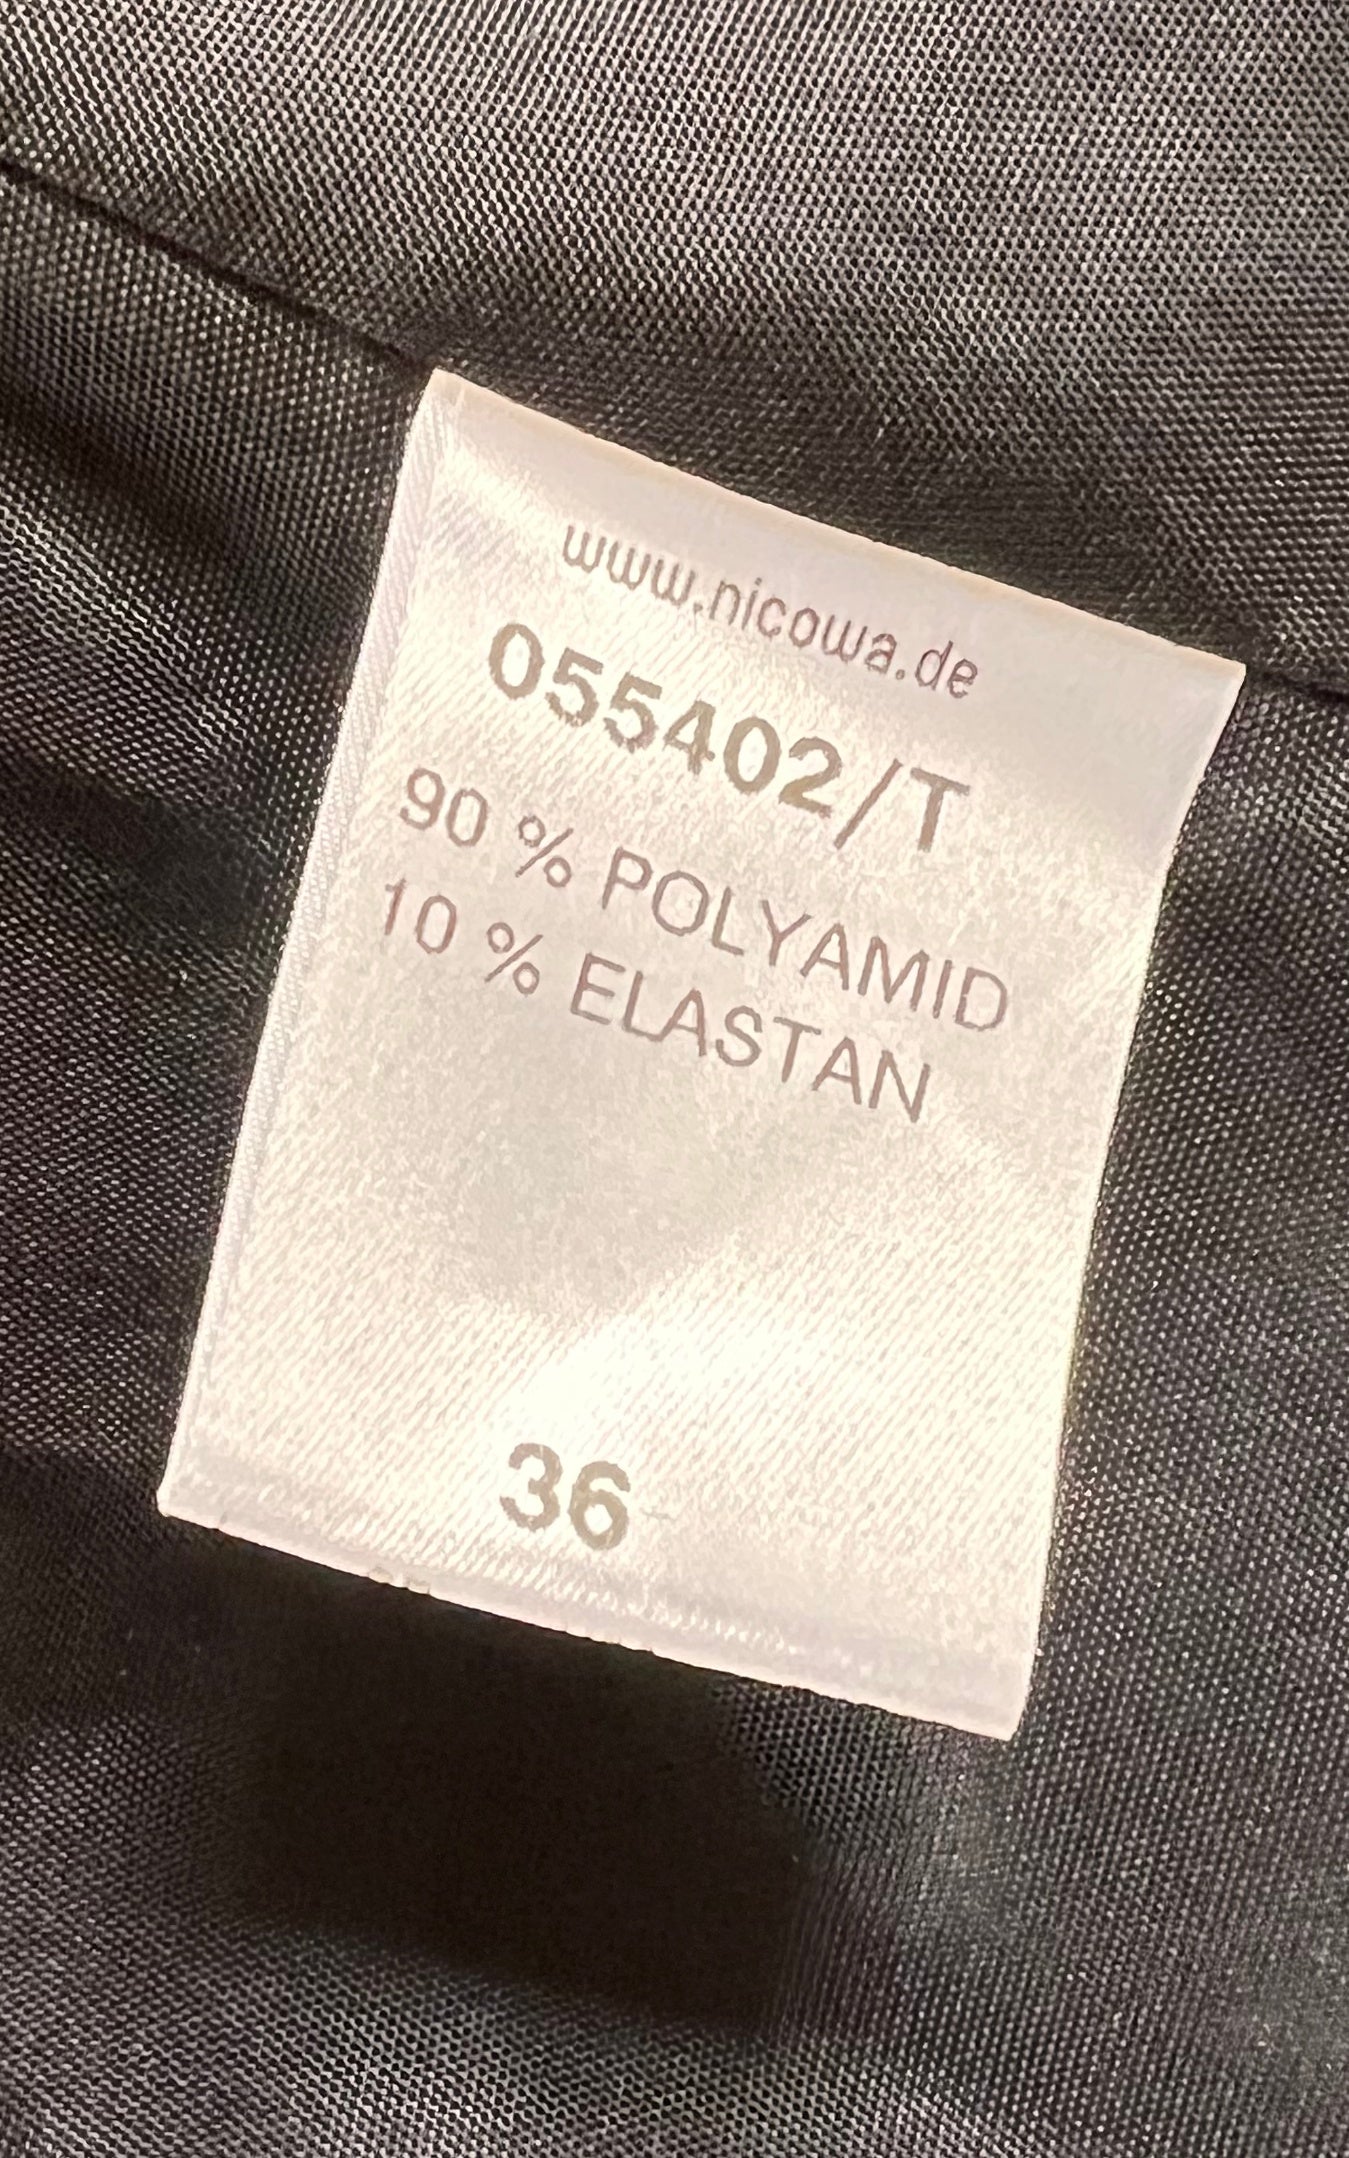 www.nicowa.de
055402/T
90 % POLYAMID
10 % ELASTAN
36